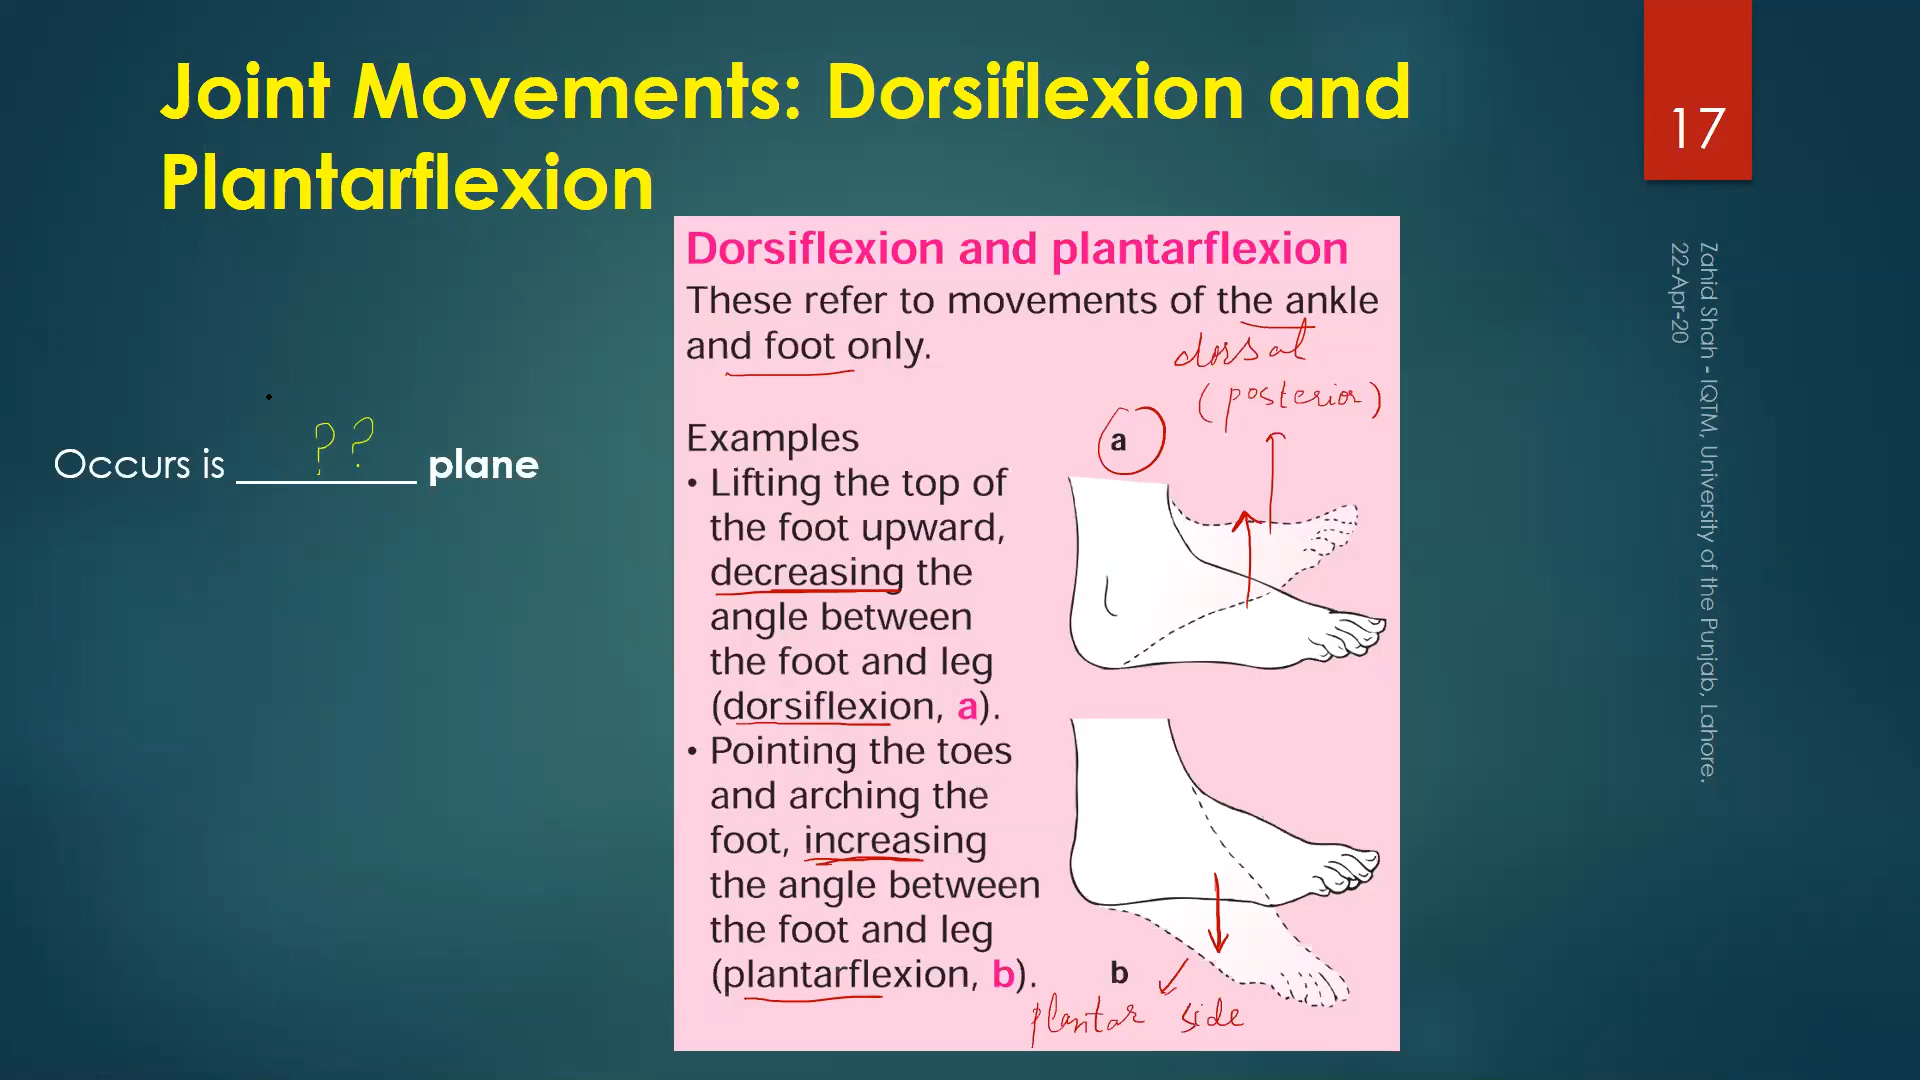 Joint Movements: Dorsiflexion and
Plantarflexion
17
Zahid Shah - IQTM, University of the Punjab, Lahore.
22-Apr-20
Occurs is ?? plane
Dorsiflexion and plantarflexion
These refer to movements of the ankle
and foot only.
dorsal
(posterior)
Examples
• Lifting the top of
the foot upward,
decreasing the
angle between
the foot and leg
(dorsiflexion, a).
• Pointing the toes
and arching the
foot, increasing
the angle between
the foot and leg
(plantarflexion, b).
a
b
plantar side